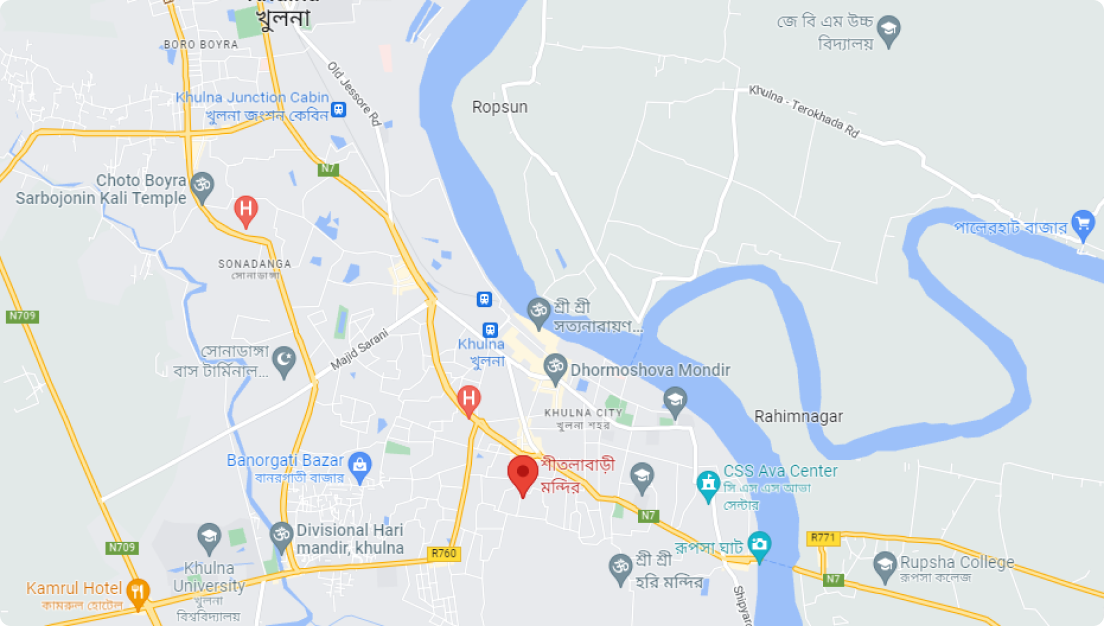 খুলনা
জে বি এম উচ্চ
বিদ্যালয়
BORO BOYRA
Old Jessore Rd
Khulna Junction Cabin
খুলনা জংশন কেবিন
Ropsun
Khulna - Terokhada Rd
N7
Choto Boyra
Sarbojonin Kali Temple
H
পালেরহাট বাজার
SONADANGA
সোনাডাঙ্গা
N709
শ্রী শ্রী
সত্যনারায়ণ...
Majid Sarani
Khulna
খুলনা
সোনাডাঙ্গা
বাস টার্মিনাল...
Dhormoshova Mondir
H
KHULNA CITY
খুলনা শহর
Rahimnagar
Banorgati Bazar
বানরগাতী বাজার
শীতলাবাড়ী
মন্দির
CSS Ava Center
সি এস এস আভা
সেন্টার
N7
Divisional Hari
mandir, khulna
N709
R760
রূপসা ঘাট
R771
শ্রী শ্রী
হরি মন্দির
Khulna
University
খুলনা
বিশ্ববিদ্যালয়
Rupsha College
রূপসা কলেজ
N7
Kamrul Hotel
কামরুল হোটেল
Shipyard